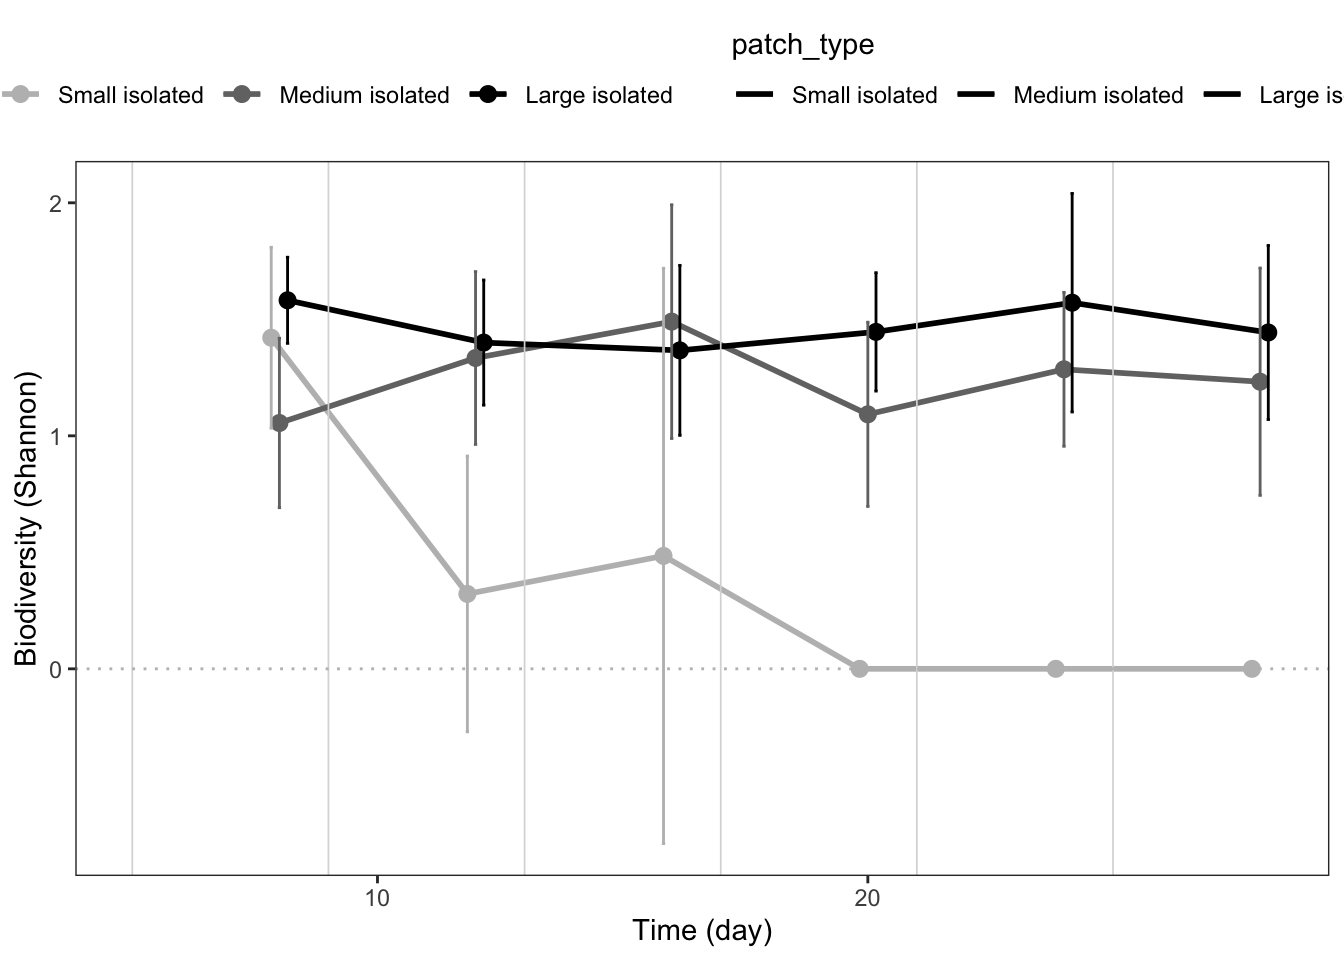 patch_type
Small isolated Medium isolated Large isolated Small isolated Medium isolated Large is
2
1
0
Biodiversity (Shannon)
10 20
Time (day)